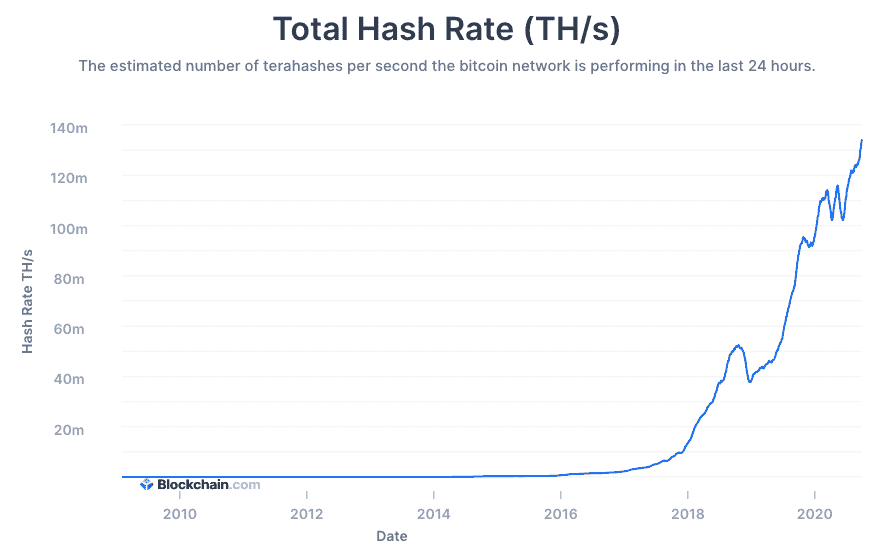 Total Hash Rate (TH/s)
The estimated number of terahashes per second the bitcoin network is performing in the last 24 hours.
140m
120m
100m
80m
60m
40m
20m
Hash Rate TH/s
Blockchain.com
2010 2012 2014 2016 2018 2020
Date